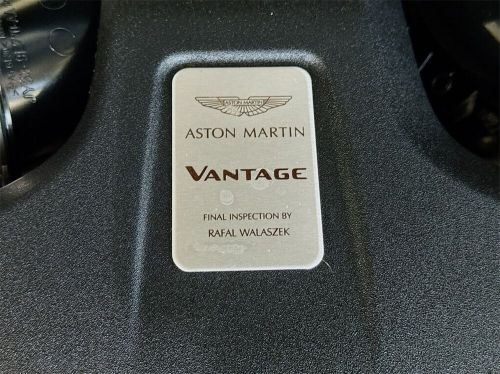 ASTON MARTIN
ASTON MARTIN
VANTAGE
FINAL INSPECTION BY
RAFAL WALASZEK